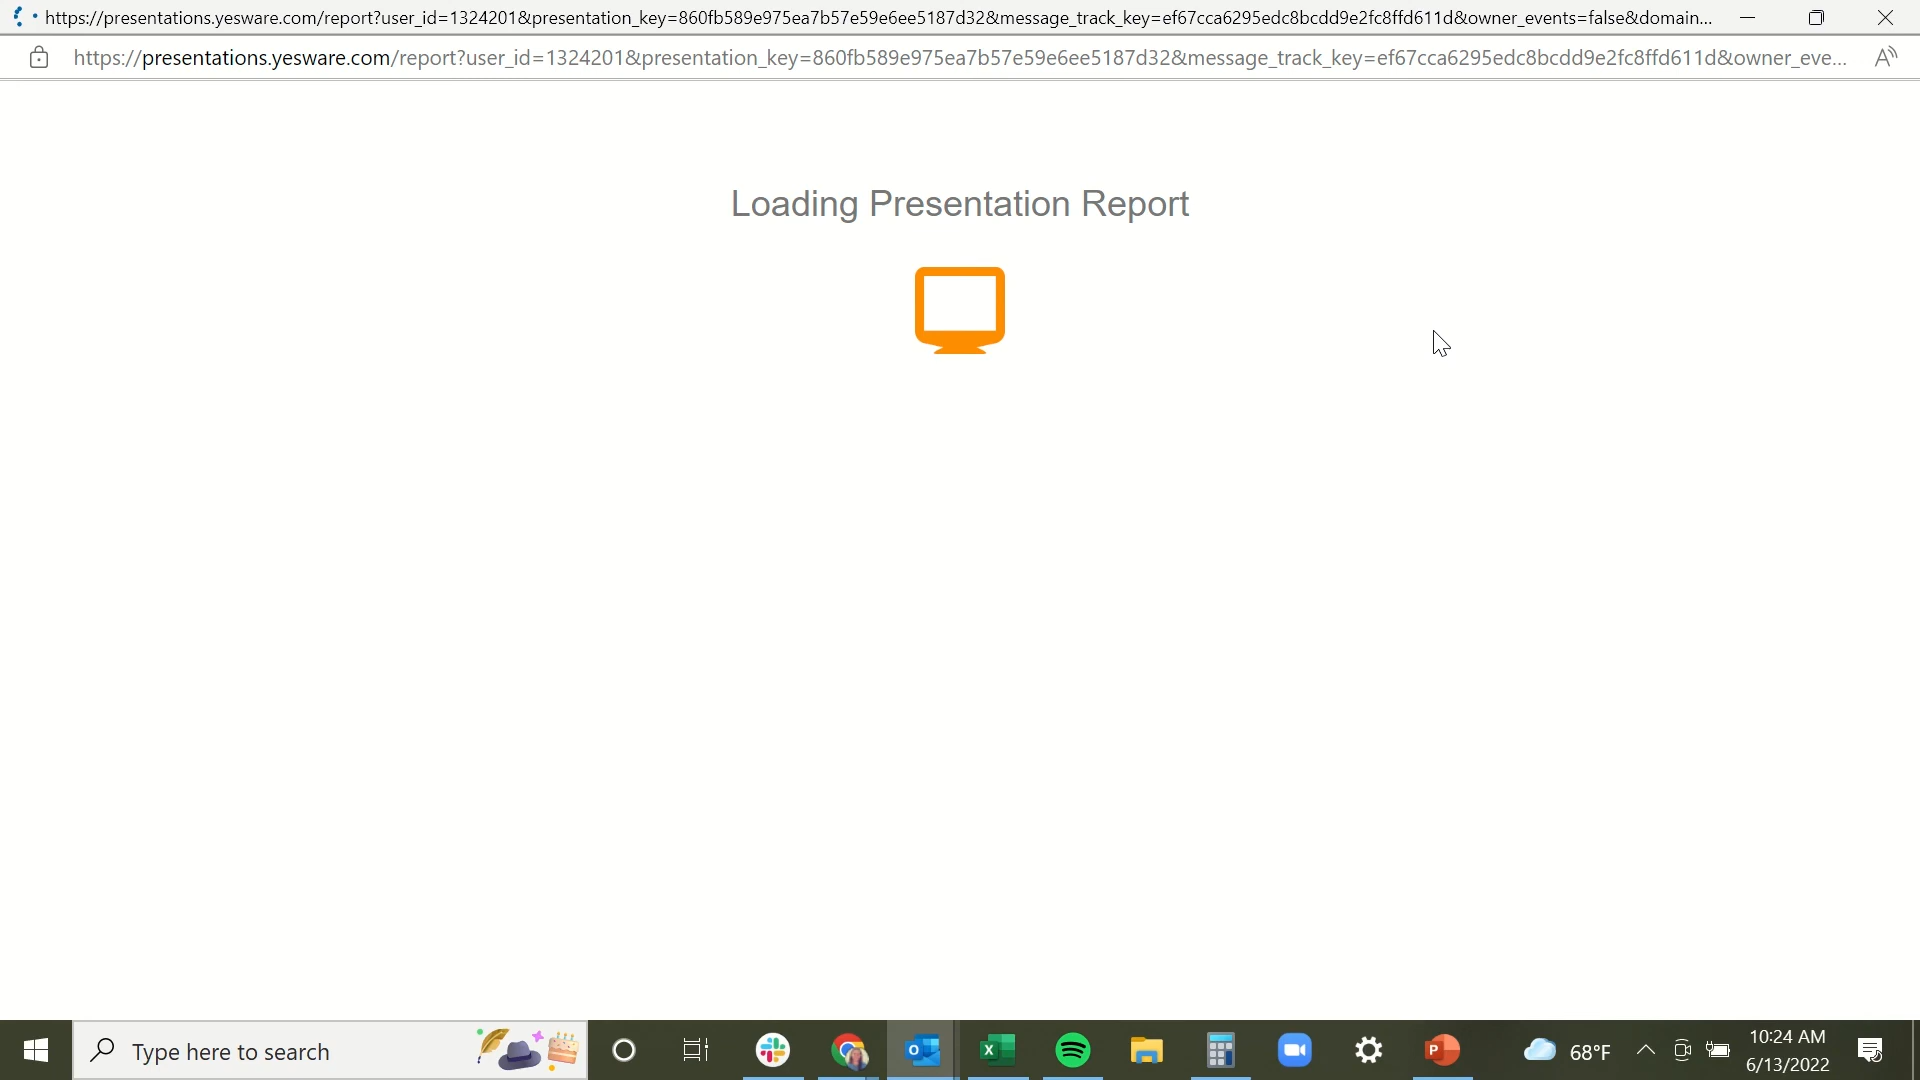 https://presentations.yesware.com/report?user_id=1324201&presentation_key=860fb589e975ea7b57e59e6ee5187d32&message_track_key=ef67cca6295edc8bcdd9e2fc8ffd611d&owner_events=false&domain...
https://presentations.yesware.com/report?user_id=1324201&presentation_key=860fb589e975ea7b57e59e6ee5187d32&message_track_key=ef67cca6295edc8bcdd9e2fc8ffd611d&owner_eve...
Loading Presentation Report
Type here to search
68°F
10:24 AM
6/13/2022